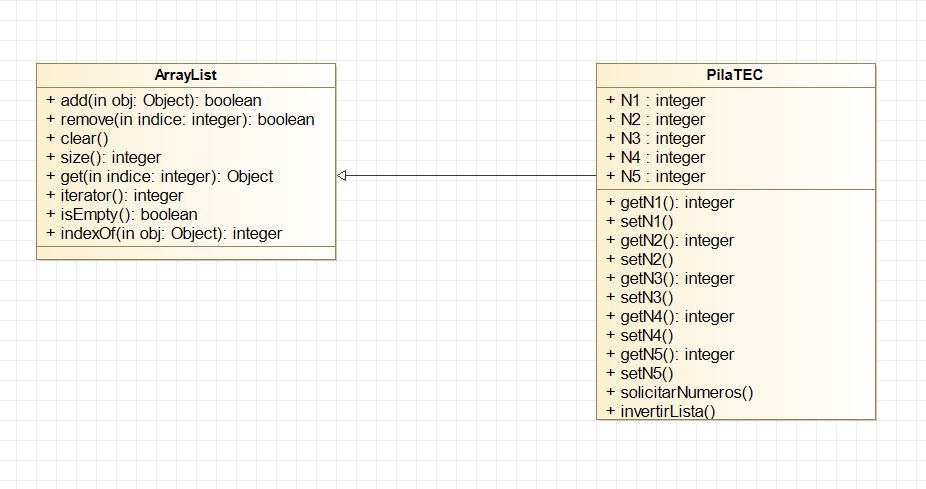 ArrayList
+ add(in obj: Object): boolean
+ remove(in indice: integer): boolean
+ clear()
+ size(): integer
+ get(in indice: integer): Object
+ iterator(): integer
+ isEmpty(): boolean
+ indexOf(in obj: Object): integer
PilaTEC
+ N1 : integer
+ N2 : integer
+ N3 : integer
+ N4 : integer
+ N5 : integer
+ getN1(): integer
+ setN1()
+ getN2(): integer
+ setN2()
+ getN3(): integer
+ setN3()
+ getN4(): integer
+ setN4()
+ getN5(): integer
+ setN5()
+ solicitarNumeros()
+ invertirLista()